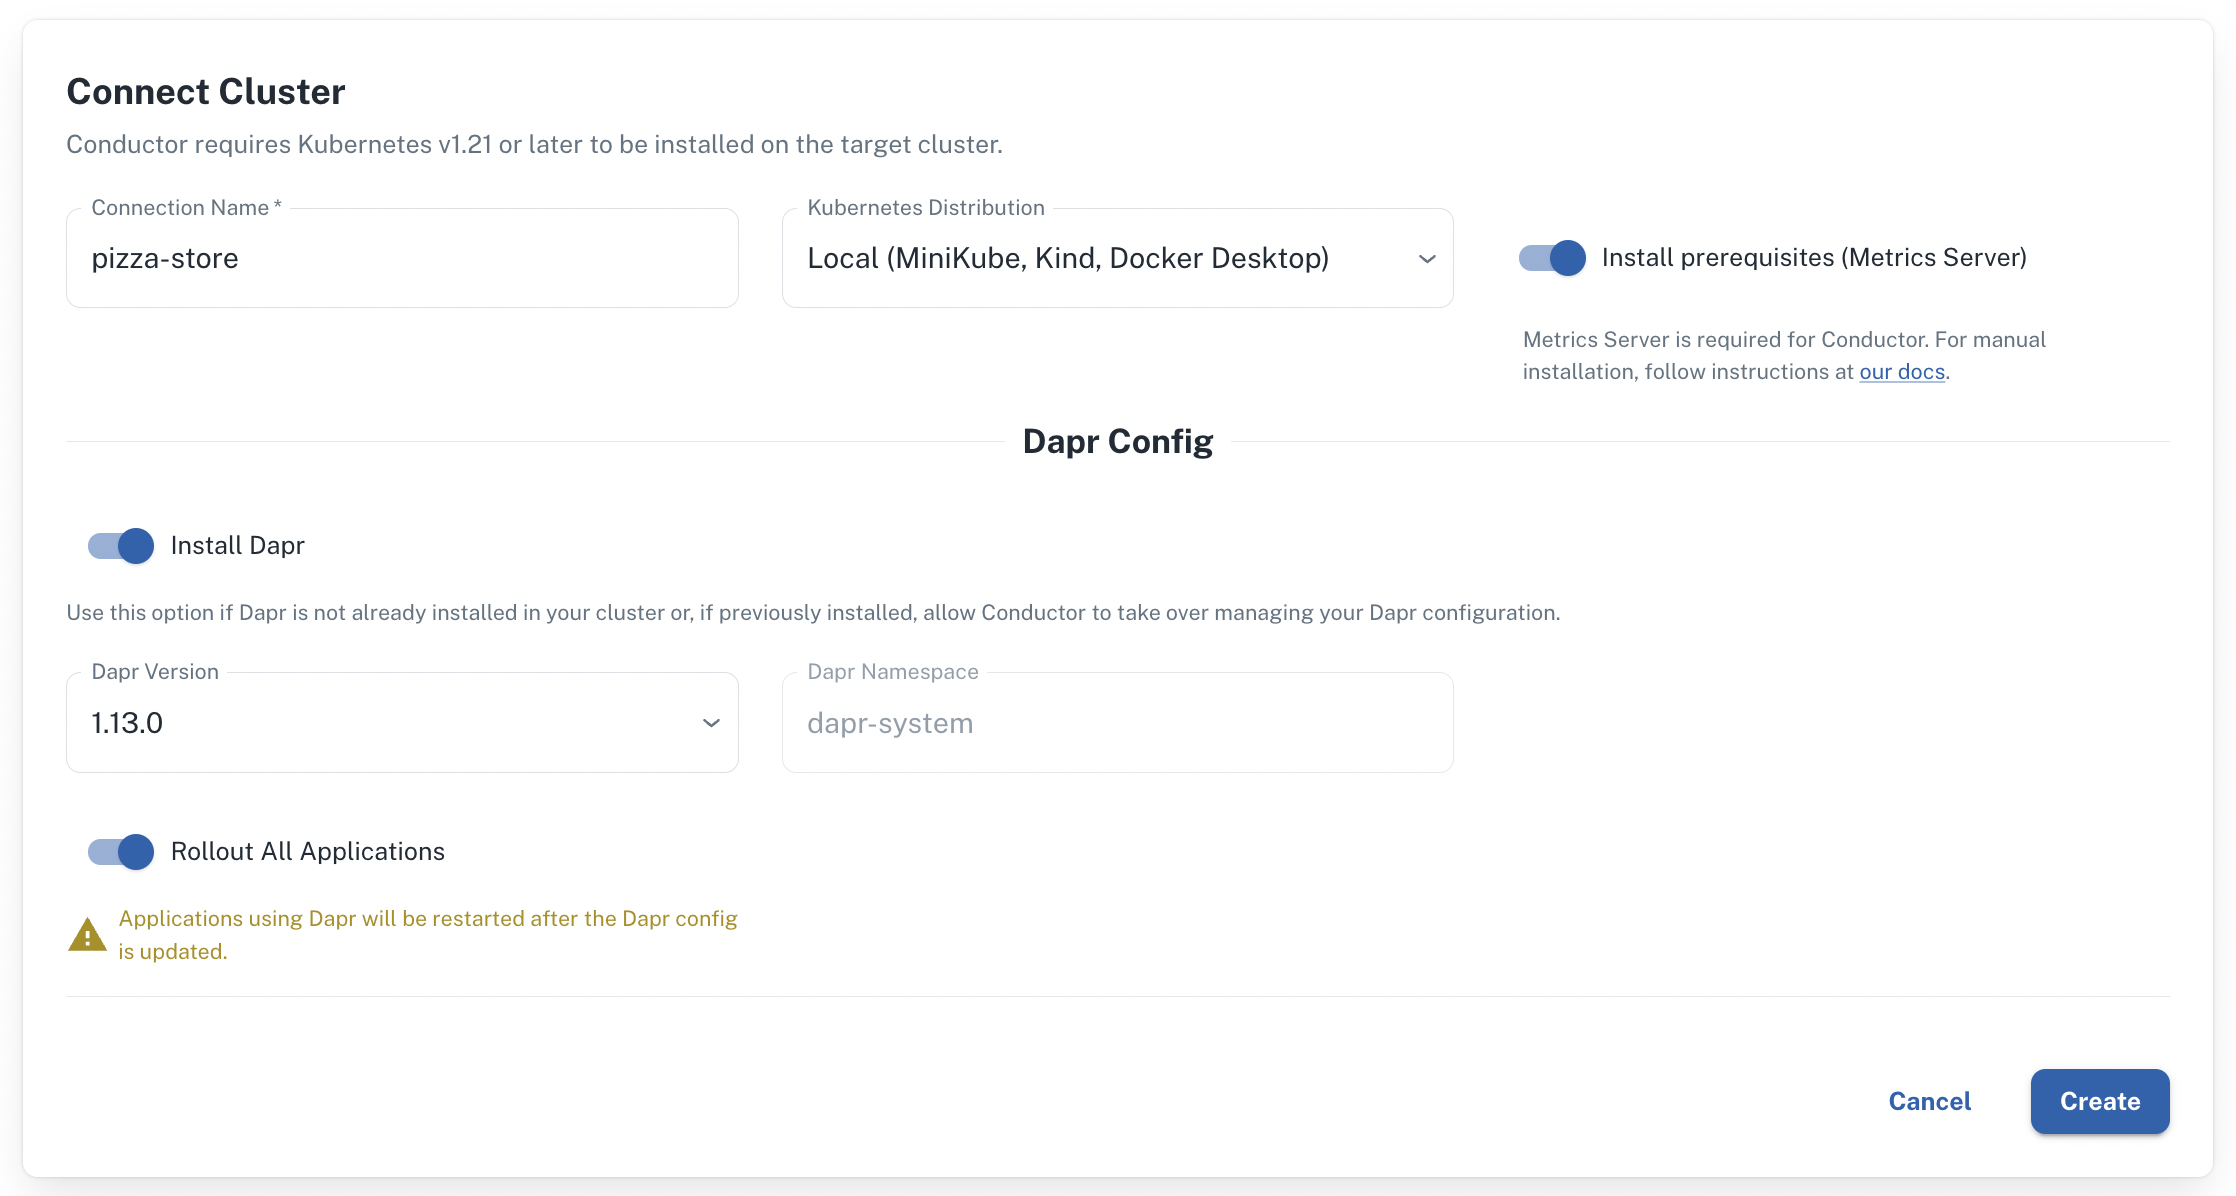 Connect Cluster
Conductor requires Kubernetes v1.21 or later to be installed on the target cluster.
Connection Name *
pizza-store
Kubernetes Distribution
Local (MiniKube, Kind, Docker Desktop)
Install prerequisites (Metrics Server)
Metrics Server is required for Conductor. For manual
installation, follow instructions at our docs.
Dapr Config
Install Dapr
Use this option if Dapr is not already installed in your cluster or, if previously installed, allow Conductor to take over managing your Dapr configuration.
Dapr Version
1.13.0
Dapr Namespace
dapr-system
Rollout All Applications
Applications using Dapr will be restarted after the Dapr config
is updated.
Cancel
Create